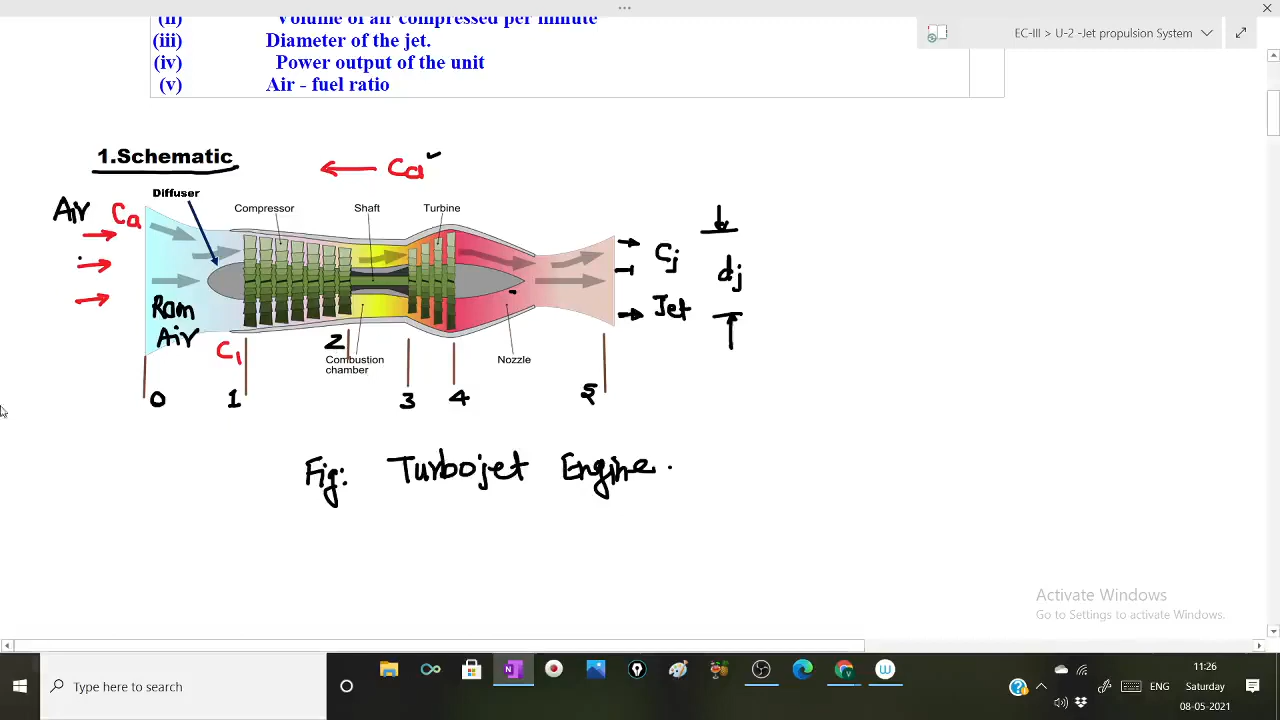 (ii) Volume of air compressed per minute
(iii) Diameter of the jet.
(iv) Power output of the unit
(v) Air - fuel ratio
EC-III > U-2 -Jet propulsion System
1.Schematic
Ca
Diffuser
Air Ca
Compressor
Shaft
Turbine
Cj
dj
Ram
Air
Jet
C1
2
Combustion
chamber
Nozzle
0 1 3 4 5
Fig: Turbojet Engine.
Activate Windows
Go to Settings to activate Windows.
Type here to search
ENG
11:26
Saturday
08-05-2021